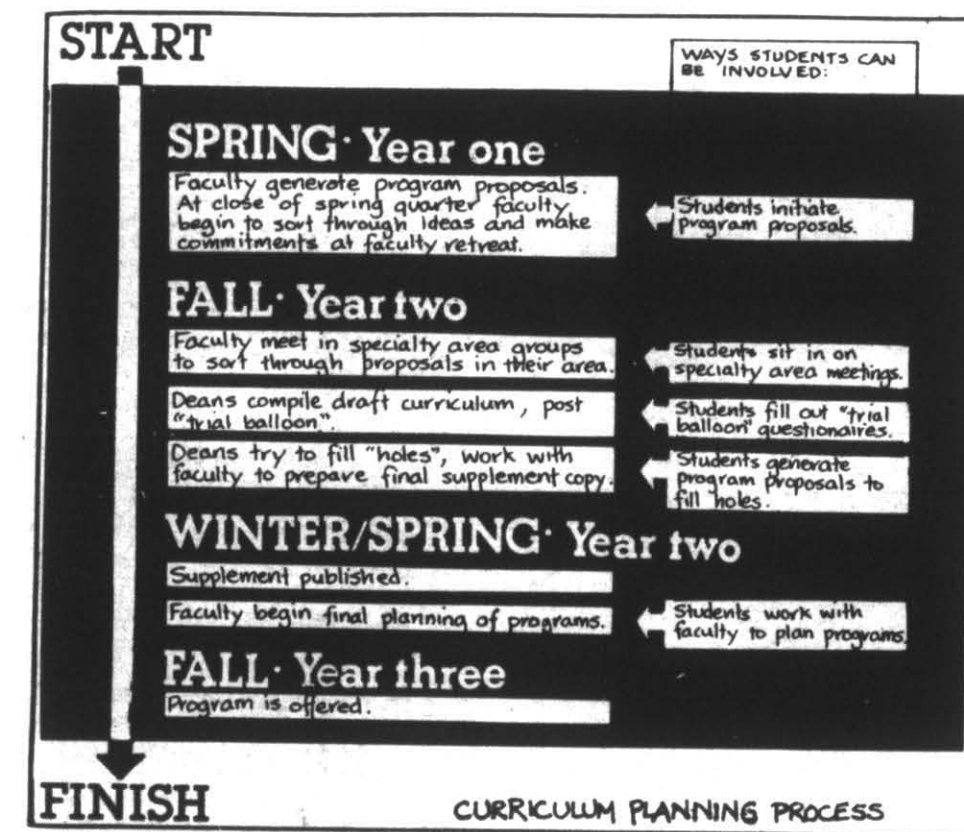 START
WAYS STUDENTS CAN
BE INVOLVED:
SPRING· Year one
Faculty generate program proposals.
At close of spring quarter faculty
begin to sort through ideas and make
commitments at faculty retreat.
Students initiate
program proposals.
FALL· Year two
Faculty meet in specialty area groups
to sort through proposals in their area.
Students sit in on
specialty area meetings.
Deans compile draft curriculum, post
"trial balloon".
Students fill out "trial
balloon" questionaires.
Deans try to fill "holes", work with
faculty to prepare final supplement copy.
Students generate
program proposals to
fill holes.
WINTER/SPRING· Year two
Supplement published.
Faculty begin final planning of programs.
Students work with
faculty to plan programs.
FALL· Year three
Program is offered.
FINISH
CURRICULUM PLANNING PROCESS